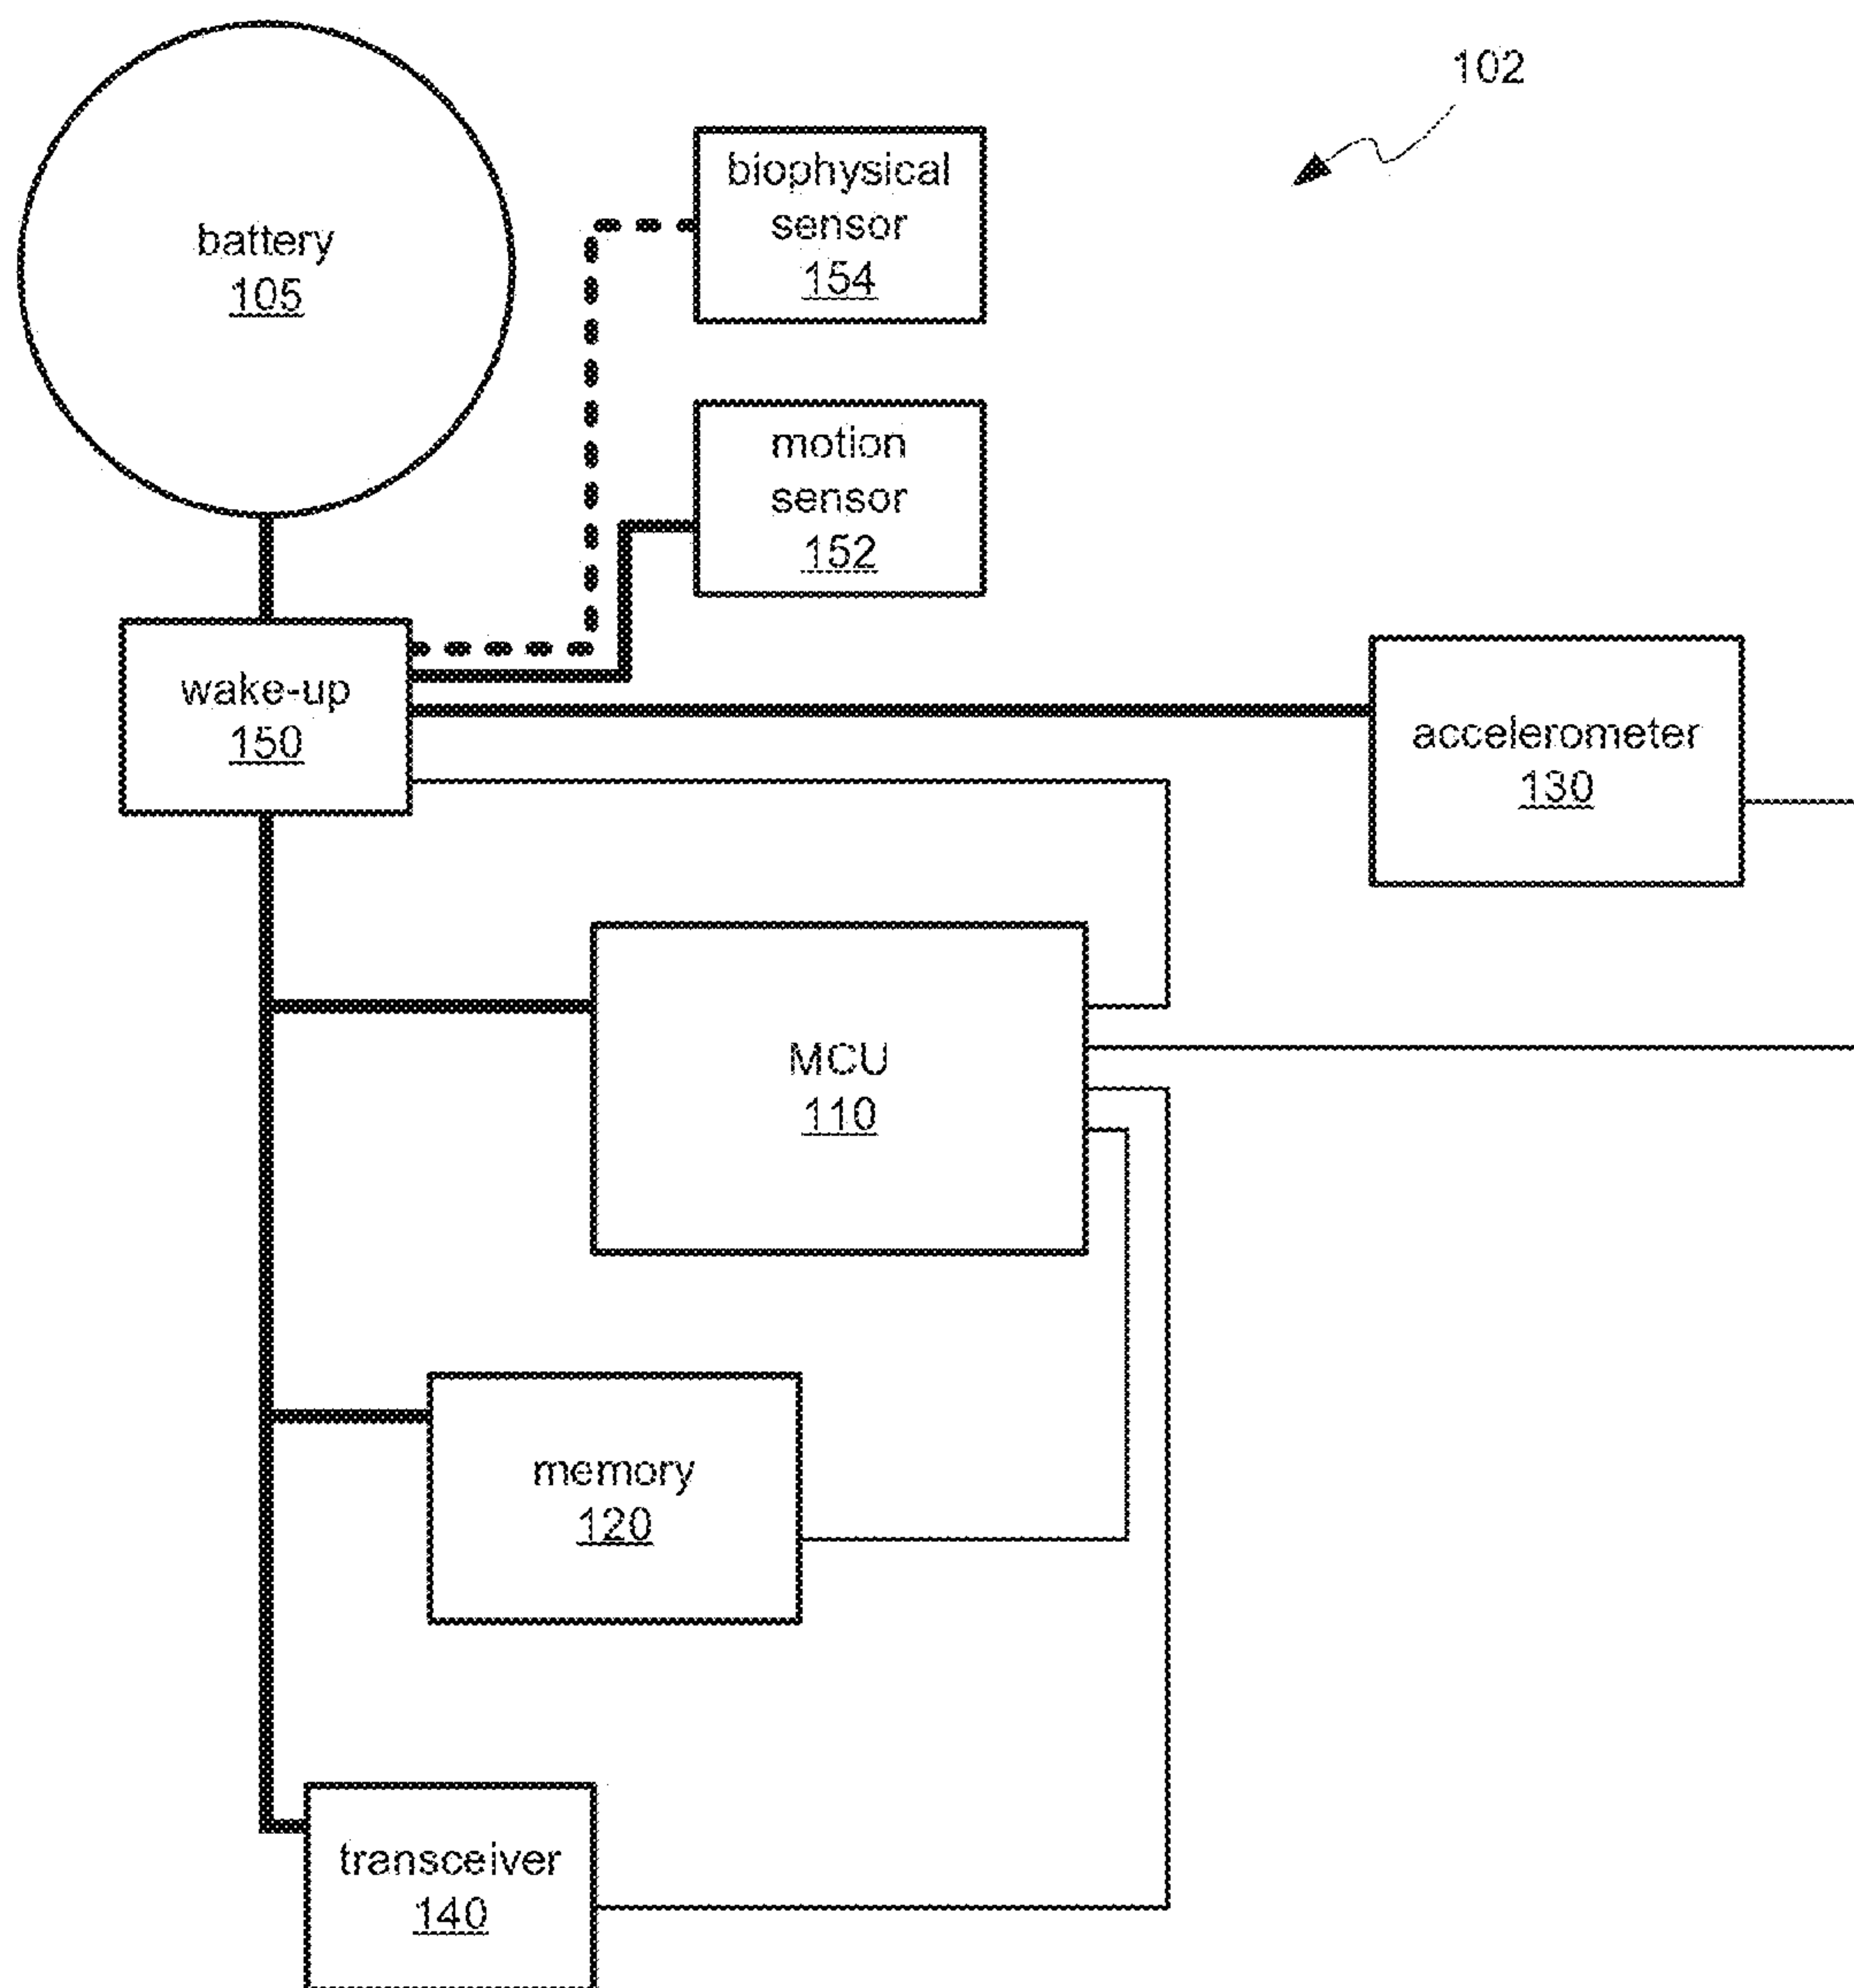 102
battery
105
biophysical
sensor
154
motion
sensor
152
wake-up
150
accelerometer
130
MCU
110
memory
120
transceiver
140